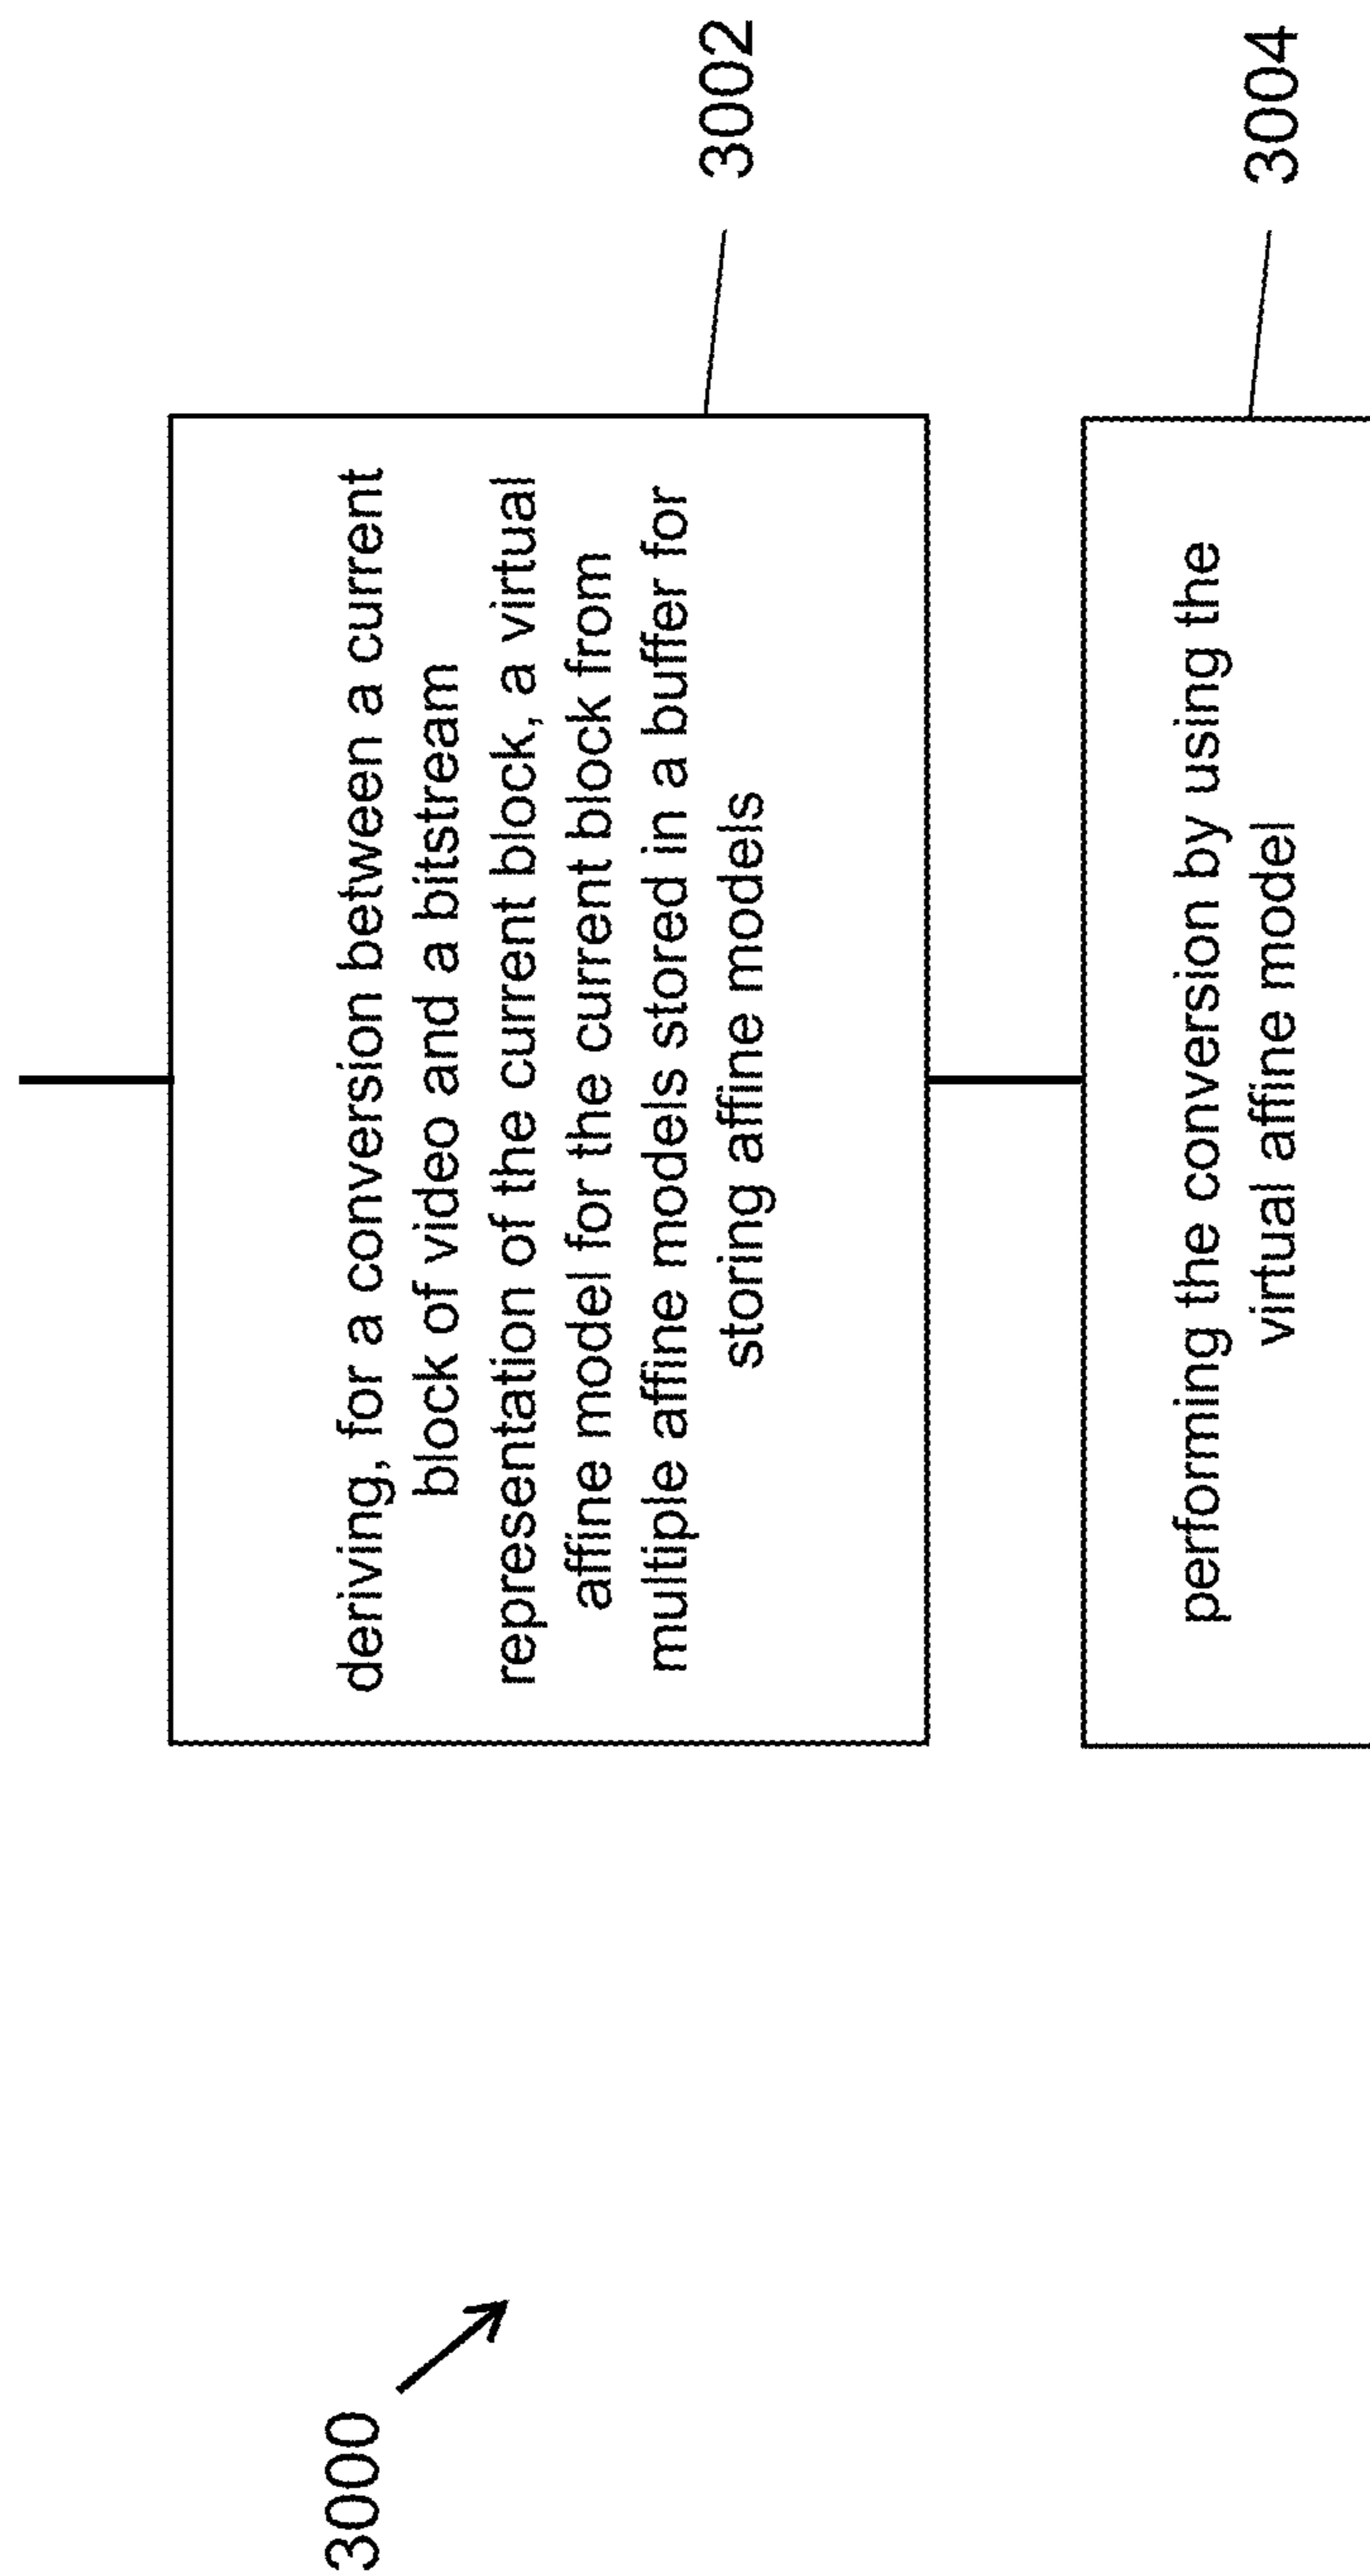 3000
deriving, for a conversion between a current
block of video and a bitstream
representation of the current block, a virtual
affine model for the current block from
multiple affine models stored in a buffer for
storing affine models
3002
performing the conversion by using the
virtual affine model
3004